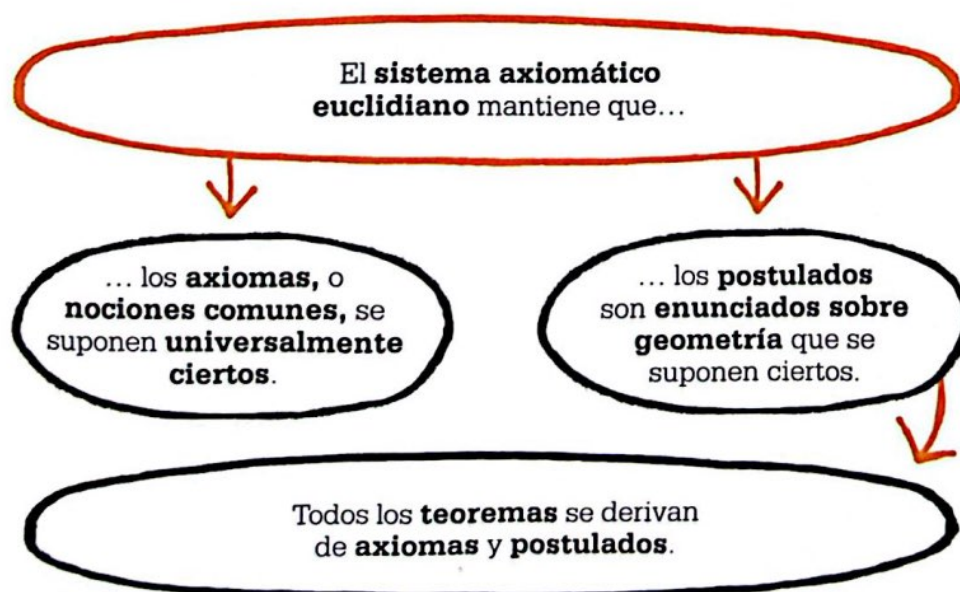 El sistema axiomático
euclidiano mantiene que…
… los axiomas, o
nociones comunes, se
suponen universalmente
ciertos.
… los postulados
son enunciados sobre
geometría que se
suponen ciertos.
Todos los teoremas se derivan
de axiomas y postulados.